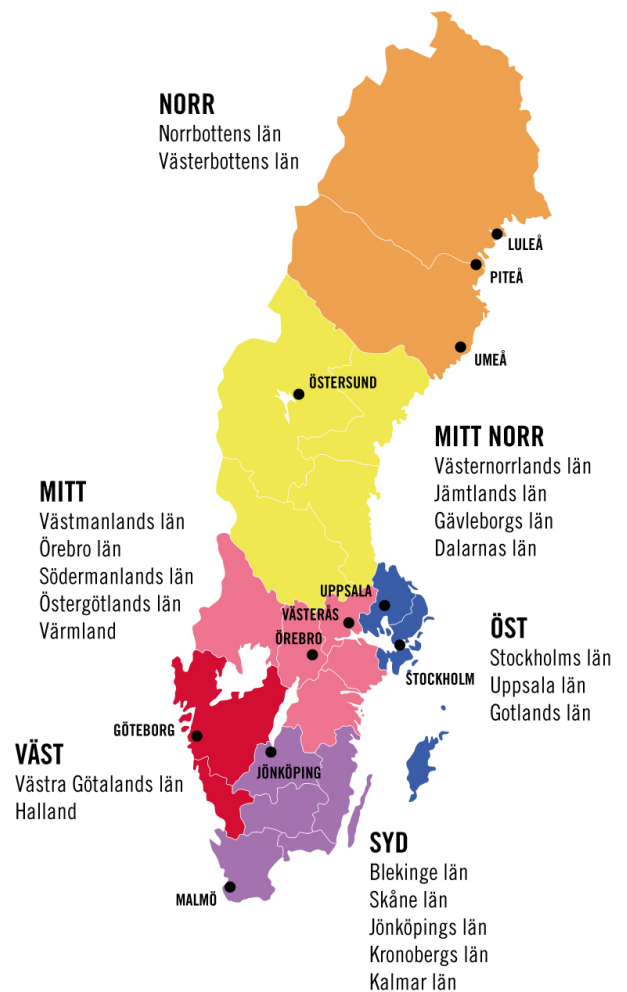 NORR
Norrbottens län
Västerbottens län
LULEÅ
PITEÅ
UMEÅ
ÖSTERSUND
MITT NORR
Västernorrlands län
Jämtlands län
Gävleborgs län
Dalarnas län
MITT
Västmanlands län
Örebro län
Södermanlands län
Östergötlands län
Värmland
UPPSALA
VÄSTERÅS
ÖREBRO
STOCKHOLM
ÖST
Stockholms län
Uppsala län
Gotlands län
GÖTEBORG
JÖNKÖPING
VÄST
Västra Götalands län
Halland
MALMÖ
SYD
Blekinge län
Skåne län
Jönköpings län
Kronobergs län
Kalmar län